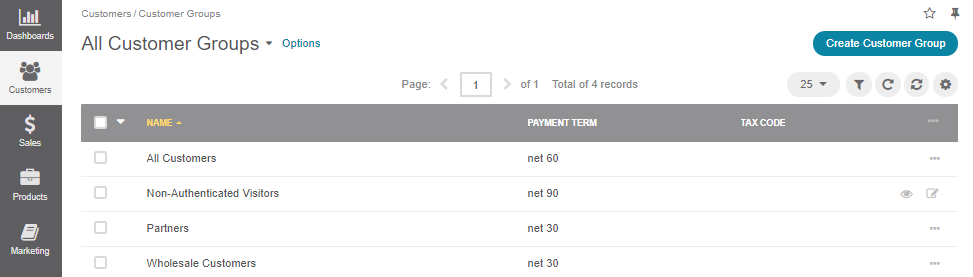 Dashboards
Customers
Sales
Products
Marketing
Customers / Customer Groups
All Customer Groups Options
Create Customer Group
Page: 1 of 1 Total of 4 records
25
NAME PAYMENT TERM TAX CODE
All Customers net 60
Non-Authenticated Visitors net 90
Partners net 30
Wholesale Customers net 30